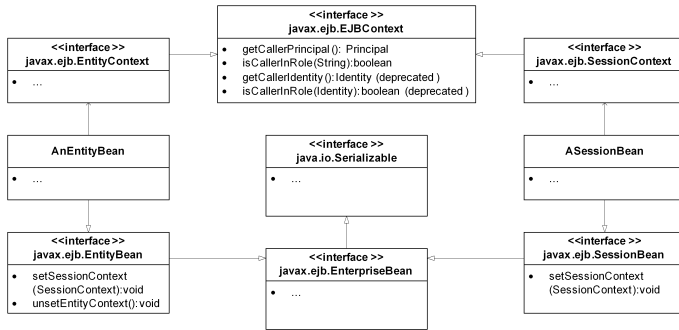 <<interface >>
javax.ejb.EJBContext
• getCallerPrincipal(): Principal
• isCallerInRole(String):boolean
• getCallerIdentity():Identity (deprecated )
• isCallerInRole(Identity):boolean (deprecated )
<<interface >>
javax.ejb.EntityContext
• ...
<<interface >>
javax.ejb.SessionContext
• ...
AnEntityBean
• ...
<<interface >>
java.io.Serializable
• ...
ASessionBean
• ...
<<interface >>
javax.ejb.EntityBean
• setSessionContext
(SessionContext):void
• unsetEntityContext():void
<<interface >>
javax.ejb.EnterpriseBean
• ...
<<interface >>
javax.ejb.SessionBean
• setSessionContext
(SessionContext):void